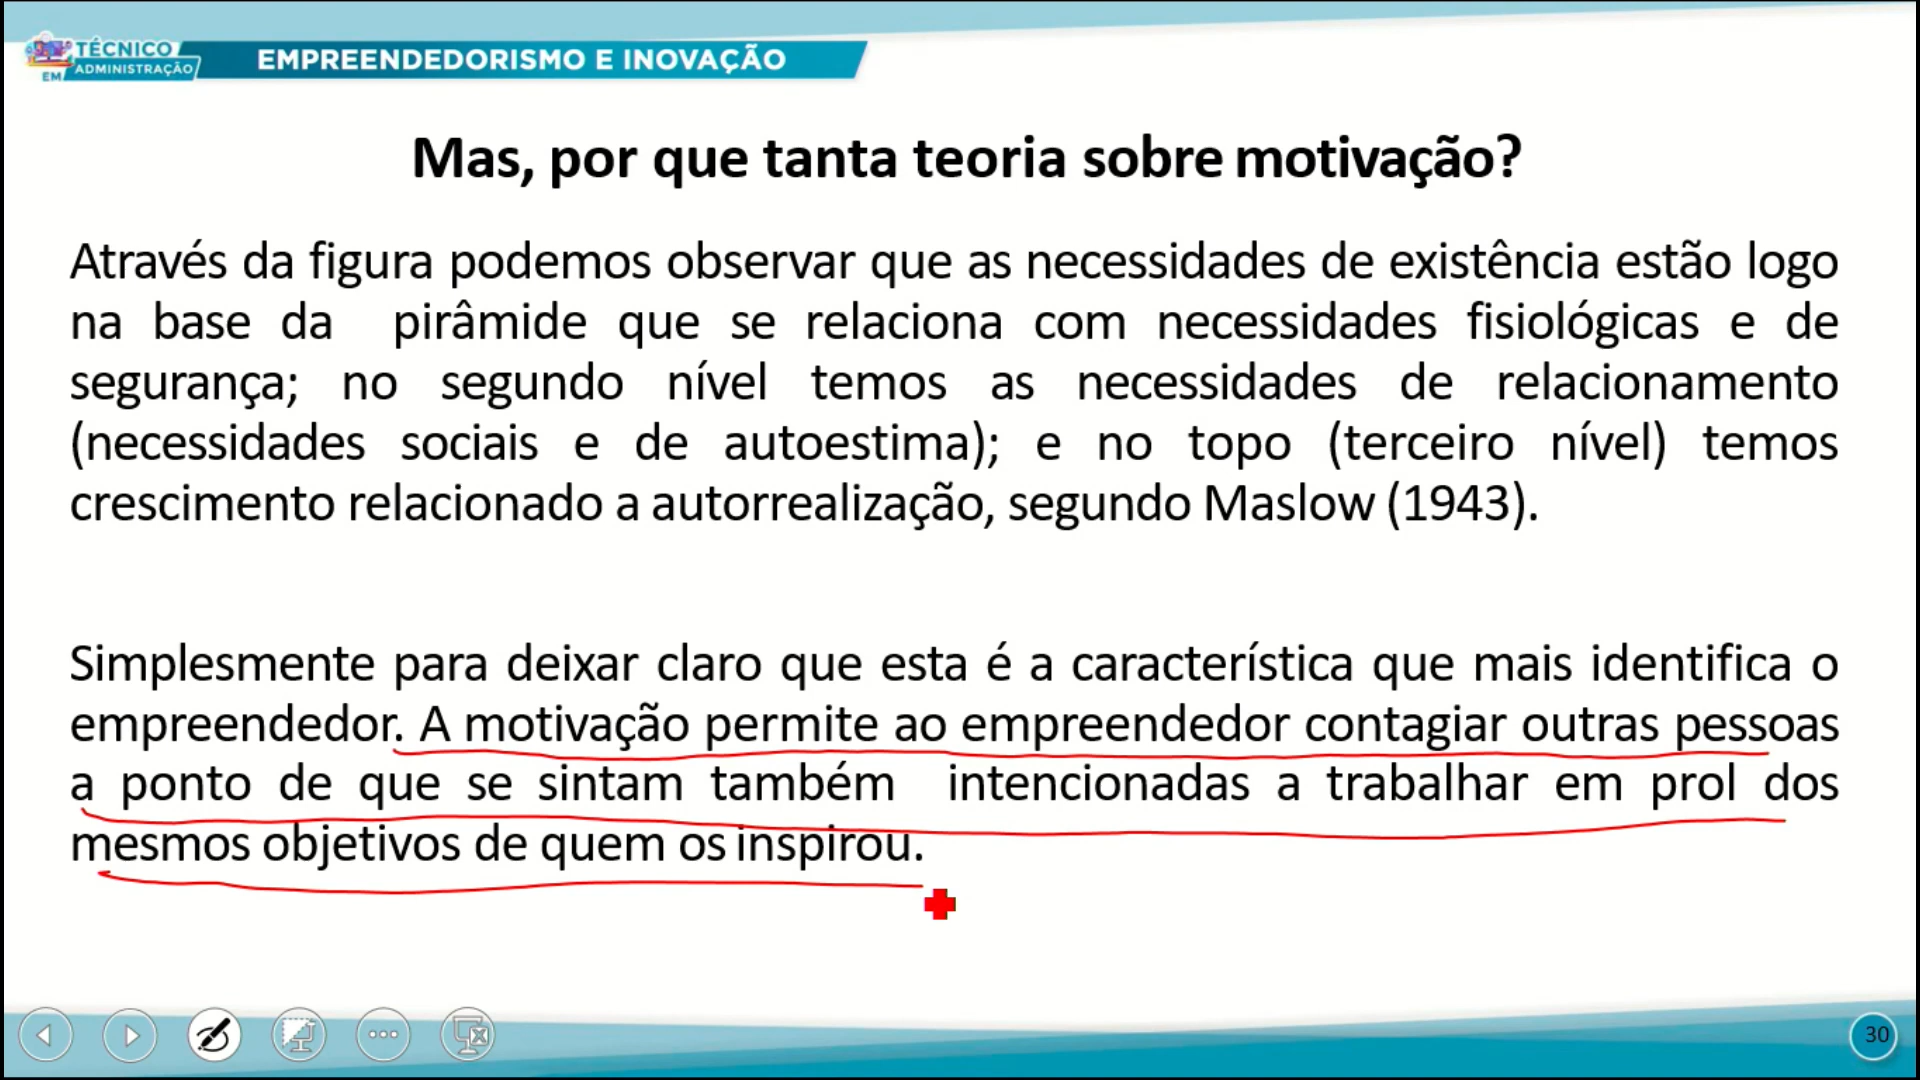 TÉCNICO
EM ADMINISTRAÇÃO
EMPREENDEDORISMO E INOVAÇÃO
Mas, por que tanta teoria sobre motivação?
Através da figura podemos observar que as necessidades de existência estão logo
na base da pirâmide que se relaciona com necessidades fisiológicas e de
segurança; no segundo nível temos as necessidades de relacionamento
(necessidades sociais e de autoestima); e no topo (terceiro nível) temos
crescimento relacionado a autorrealização, segundo Maslow (1943).
Simplesmente para deixar claro que esta é a característica que mais identifica o
empreendedor. A motivação permite ao empreendedor contagiar outras pessoas
a ponto de que se sintam também intencionadas a trabalhar em prol dos
mesmos objetivos de quem os inspirou.
30